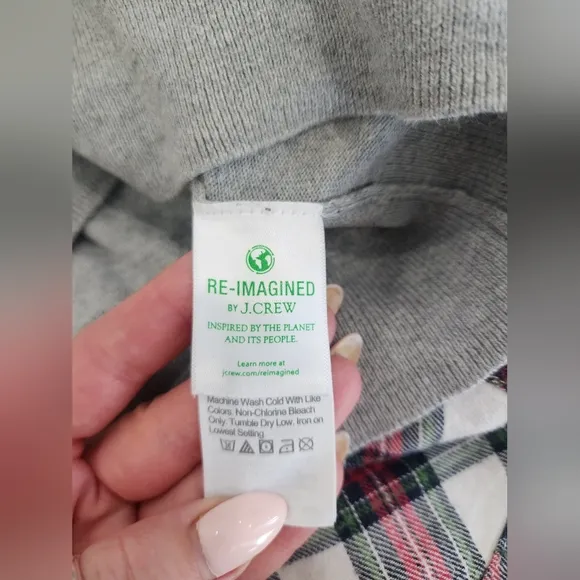 RE-IMAGINED
BY J.CREW
INSPIRED BY THE PLANET
AND ITS PEOPLE.
Learn more at
jcrew.com/reimagined
Machine Wash Cold With Like
Colors. Non-Chlorine Bleach
Only. Tumble Dry Low. Iron on
Lowest Setting